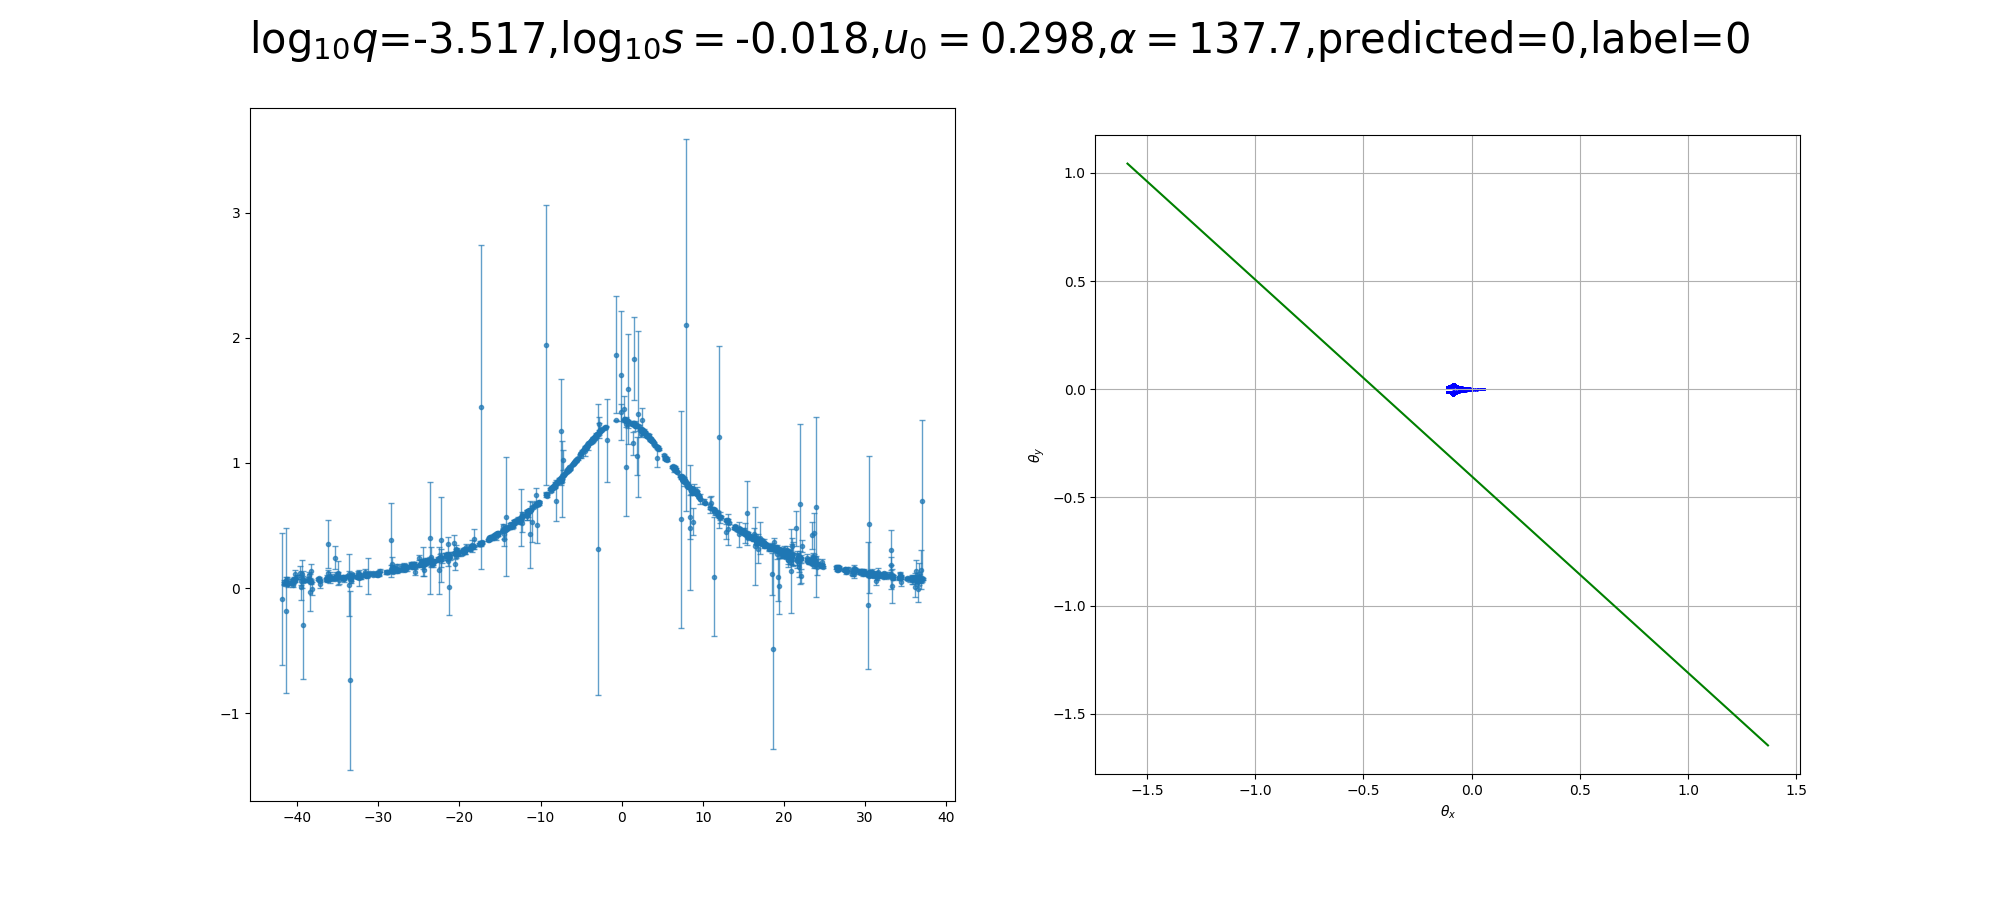 log₁₀q=-3.517,log₁₀s = -0.018,u₀ = 0.298,α = 137.7,predicted=0,label=0
3
2
1
0
−1
−40 −30 −20 −10 0 10 20 30 40
1.0
0.5
0.0
−0.5
−1.0
−1.5
θy
−1.5 −1.0 −0.5 0.0 0.5 1.0 1.5
θx